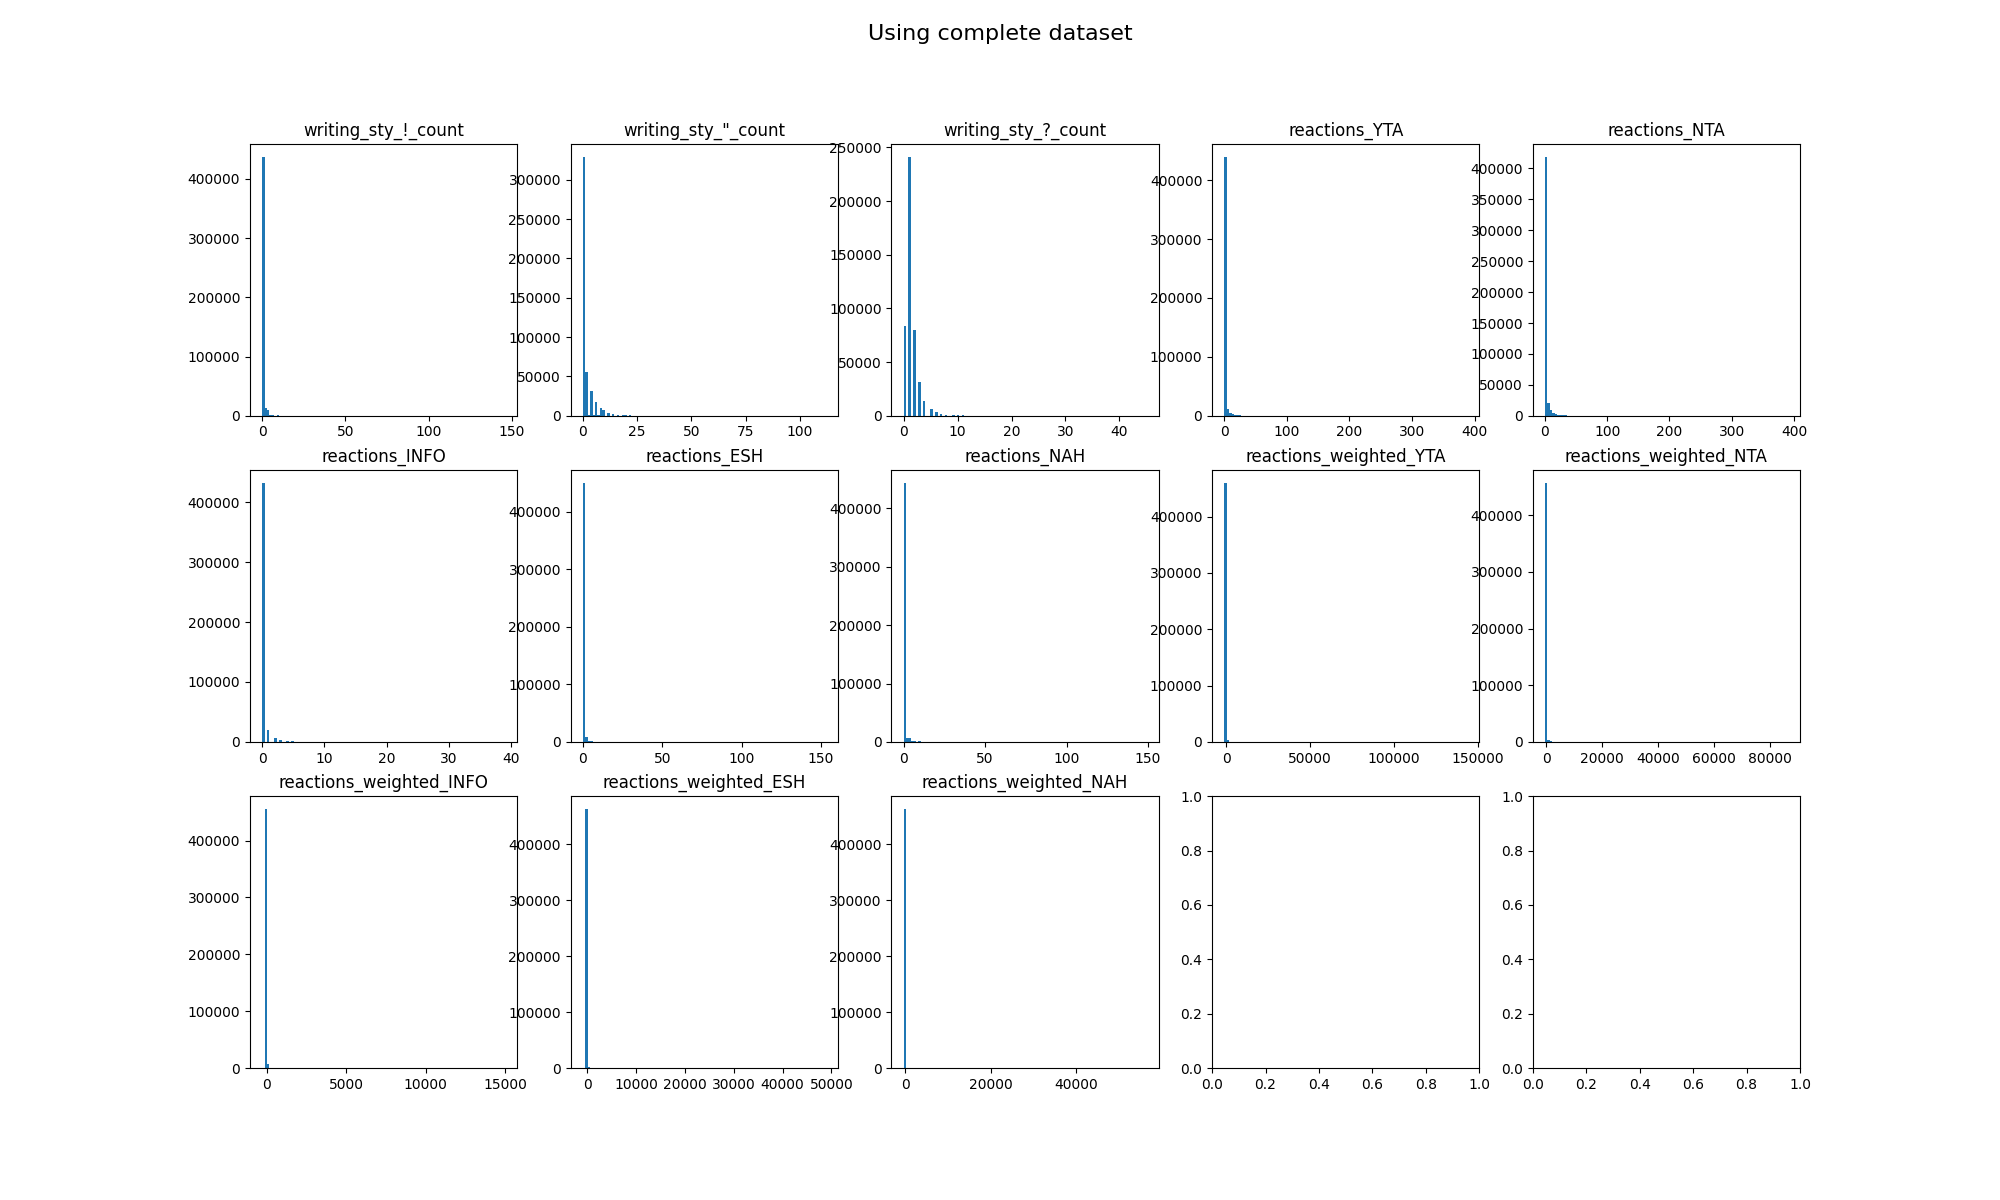 Using complete dataset
writing_sty_!_count
writing_sty_"_count
writing_sty_?_count
reactions_YTA
reactions_NTA
400000
300000
200000
100000
0
0 50 100 150
300000
250000
200000
150000
100000
50000
0
0 25 50 75 100
250000
200000
150000
100000
50000
0
0 10 20 30 40
400000
300000
200000
100000
0
0 100 200 300 400
400000
350000
300000
250000
200000
150000
100000
50000
0
0 100 200 300 400
reactions_INFO
reactions_ESH
reactions_NAH
reactions_weighted_YTA
reactions_weighted_NTA
400000
300000
200000
100000
0
0 10 20 30 40
400000
300000
200000
100000
0
0 50 100 150
400000
300000
200000
100000
0
0 50 100 150
400000
300000
200000
100000
0
0 50000 100000 150000
400000
300000
200000
100000
0
0 20000 40000 60000 80000
reactions_weighted_INFO
reactions_weighted_ESH
reactions_weighted_NAH
400000
300000
200000
100000
0
0 5000 10000 15000
400000
300000
200000
100000
0
0 10000 20000 30000 40000 50000
400000
300000
200000
100000
0
0 20000 40000
1.0
0.8
0.6
0.4
0.2
0.0
0.0 0.2 0.4 0.6 0.8 1.0
1.0
0.8
0.6
0.4
0.2
0.0
0.0 0.2 0.4 0.6 0.8 1.0